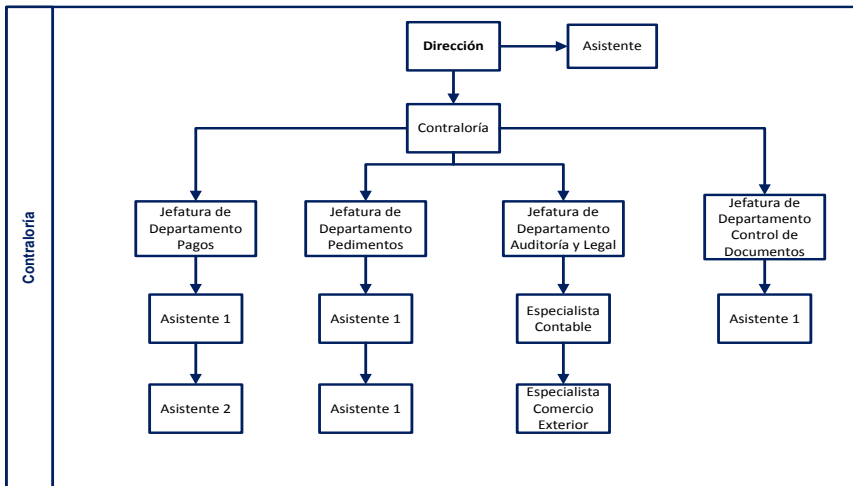 Contraloría
Dirección
Asistente
Contraloría
Jefatura de
Departamento
Pagos
Jefatura de
Departamento
Pedimentos
Jefatura de
Departamento
Auditoría y Legal
Jefatura de
Departamento
Control de
Documentos
Asistente 1
Asistente 1
Especialista
Contable
Asistente 1
Asistente 2
Asistente 1
Especialista
Comercio
Exterior